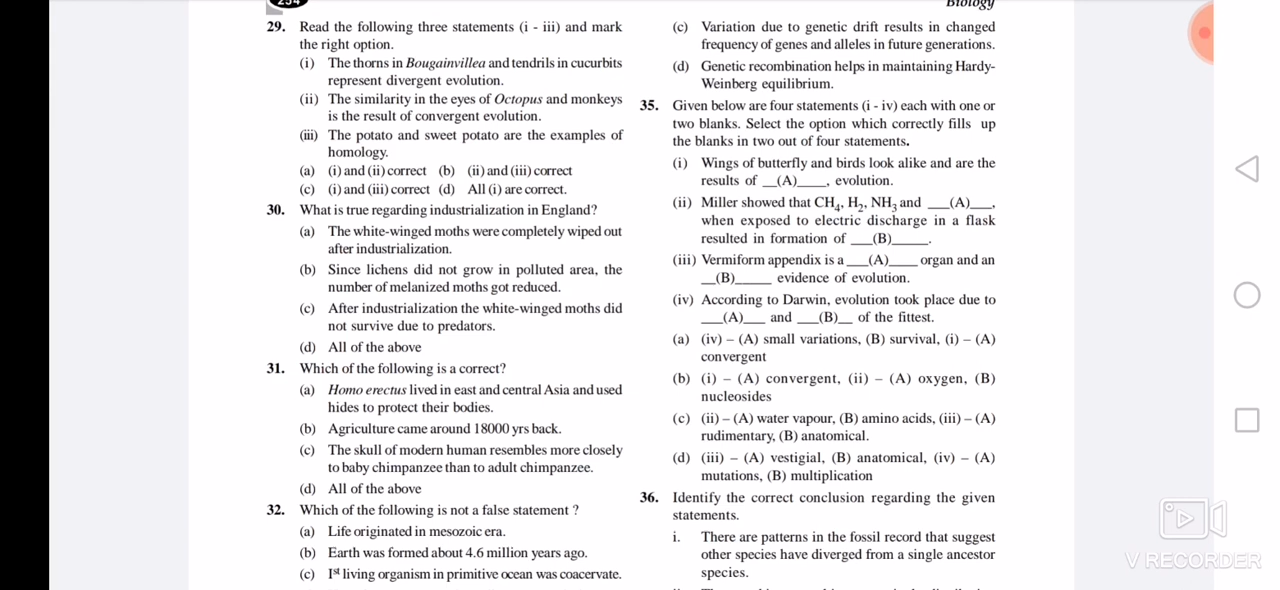 254
Biology
29. Read the following three statements (i - iii) and mark
the right option.
(i) The thorns in Bougainvillea and tendrils in cucurbits
represent divergent evolution.
(ii) The similarity in the eyes of Octopus and monkeys
is the result of convergent evolution.
(iii) The potato and sweet potato are the examples of
homology.
(a) (i) and (ii) correct (b) (ii) and (iii) correct
(c) (i) and (iii) correct (d) All (i) are correct.
30. What is true regarding industrialization in England?
(a) The white-winged moths were completely wiped out
after industrialization.
(b) Since lichens did not grow in polluted area, the
number of melanized moths got reduced.
(c) After industrialization the white-winged moths did
not survive due to predators.
(d) All of the above
31. Which of the following is a correct?
(a) Homo erectus lived in east and central Asia and used
hides to protect their bodies.
(b) Agriculture came around 18000 yrs back.
(c) The skull of modern human resembles more closely
to baby chimpanzee than to adult chimpanzee.
(d) All of the above
32. Which of the following is not a false statement ?
(a) Life originated in mesozoic era.
(b) Earth was formed about 4.6 million years ago.
(c) Ist living organism in primitive ocean was coacervate.
(c) Variation due to genetic drift results in changed
frequency of genes and alleles in future generations.
(d) Genetic recombination helps in maintaining Hardy-
Weinberg equilibrium.
35. Given below are four statements (i - iv) each with one or
two blanks. Select the option which correctly fills up
the blanks in two out of four statements.
(i) Wings of butterfly and birds look alike and are the
results of __(A)____, evolution.
(ii) Miller showed that CH4, H2, NH3 and ___(A)___,
when exposed to electric discharge in a flask
resulted in formation of ___(B)_____.
(iii) Vermiform appendix is a ___(A)____ organ and an
__(B)_____ evidence of evolution.
(iv) According to Darwin, evolution took place due to
___(A)___ and ___(B)__ of the fittest.
(a) (iv) – (A) small variations, (B) survival, (i) – (A)
convergent
(b) (i) – (A) convergent, (ii) – (A) oxygen, (B)
nucleosides
(c) (ii) – (A) water vapour, (B) amino acids, (iii) – (A)
rudimentary, (B) anatomical.
(d) (iii) – (A) vestigial, (B) anatomical, (iv) – (A)
mutations, (B) multiplication
36. Identify the correct conclusion regarding the given
statements.
i. There are patterns in the fossil record that suggest
other species have diverged from a single ancestor
species.
V RECORDER